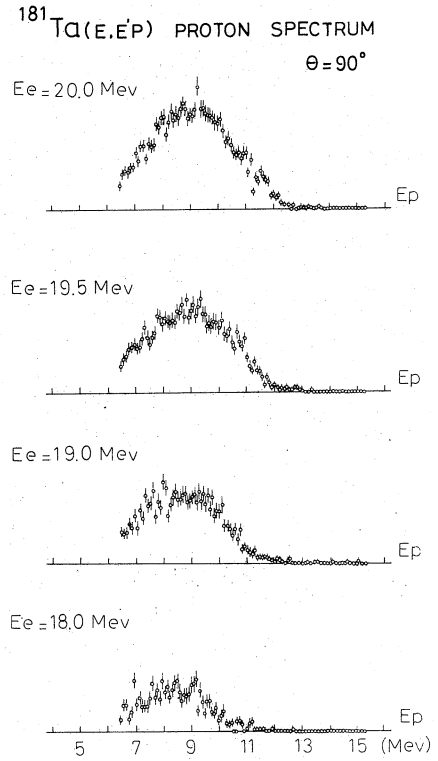 181Ta(E,E'P) PROTON SPECTRUM
θ=90°
Ee=20.0 Mev
Ep
Ee=19.5 Mev
Ep
Ee=19.0 Mev
Ep
Ee=18.0 Mev
Ep
5 7 9 11 13 15 (Mev)